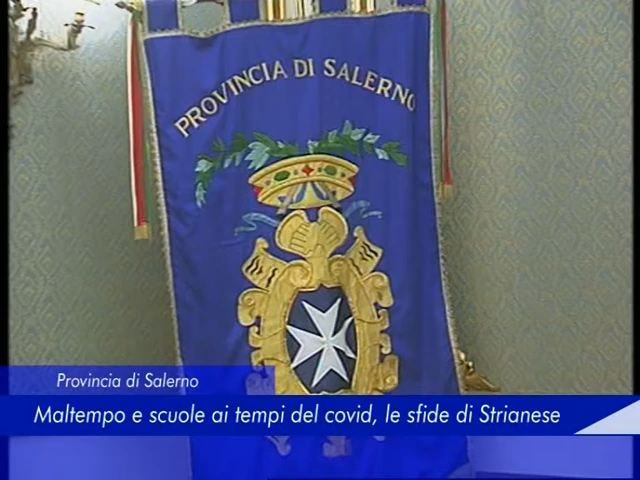 PROVINCIA DI SALERNO
Provincia di Salerno
Maltempo e scuole ai tempi del covid, le sfide di Strianese